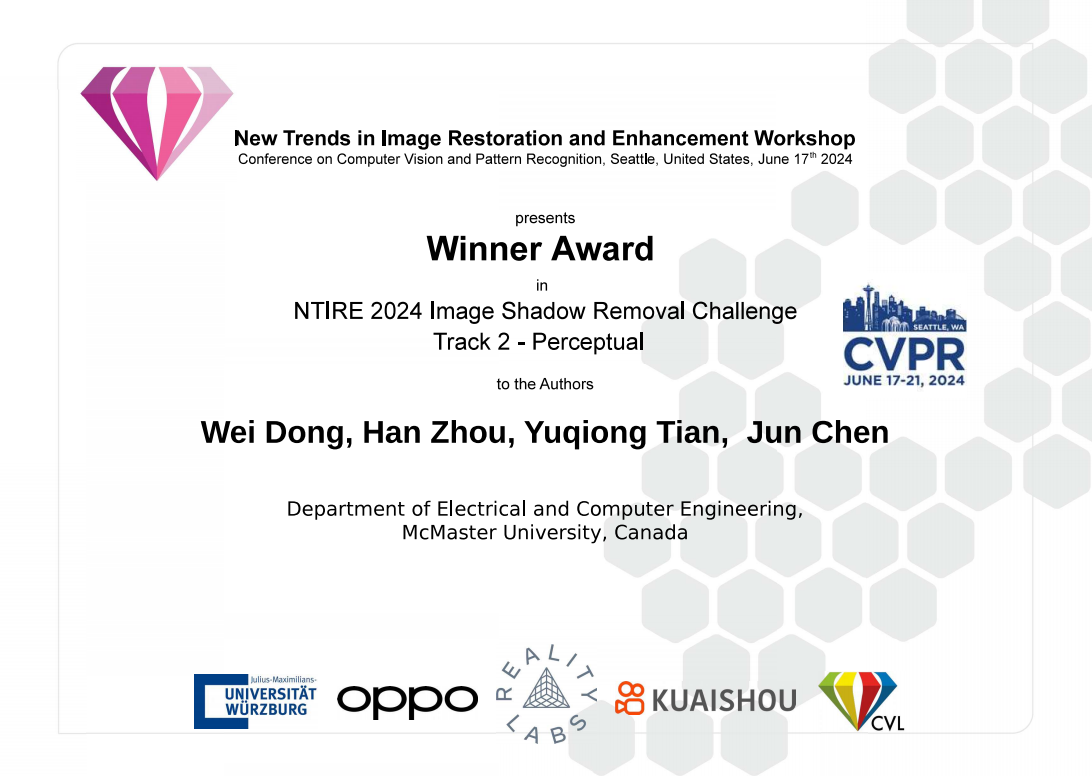 New Trends in Image Restoration and Enhancement Workshop
Conference on Computer Vision and Pattern Recognition, Seattle, United States, June 17th 2024
presents
Winner Award
in
NTIRE 2024 Image Shadow Removal Challenge
Track 2 - Perceptual
SEATTLE, WA
CVPR
JUNE 17-21, 2024
to the Authors
Wei Dong, Han Zhou, Yuqiong Tian, Jun Chen
Department of Electrical and Computer Engineering,
McMaster University, Canada
Julius-Maximilians-
UNIVERSITÄT
WÜRZBURG
oppo
REALITY
LABS
KUAISHOU
CVL